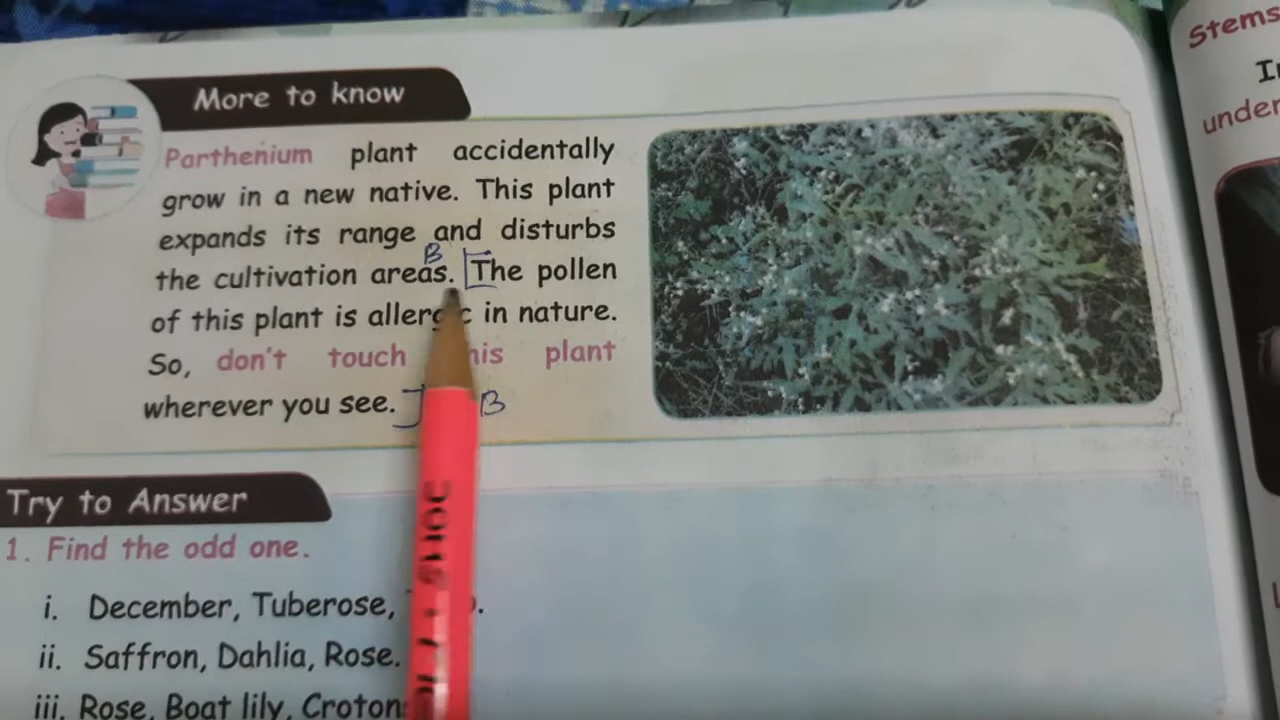 More to know
Parthenium plant accidentally
grow in a new native. This plant
expands its range and disturbs
B
the cultivation areas. The pollen
of this plant is allergic in nature.
So, don't touch this plant
wherever you see. B
Try to Answer
1. Find the odd one.
i. December, Tuberose,
ii. Saffron, Dahlia, Rose.
iii. Rose, Boat lily, Croton
Stems